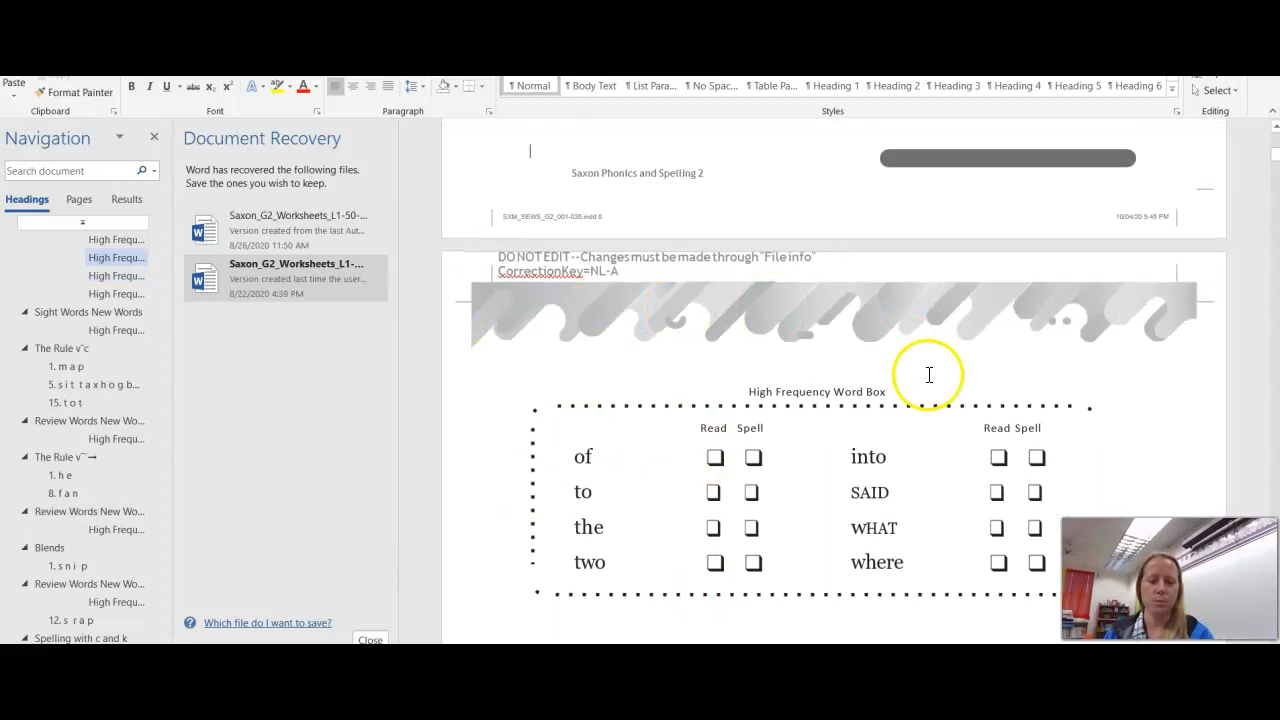 Paste
Format Painter
B I U abc x₂ x² A A
Clipboard
Font
Paragraph
¶ Normal ¶ Body Text ¶ List Para... ¶ No Spac... ¶ Table Pa... ¶ Heading 1 ¶ Heading 2 ¶ Heading 3 ¶ Heading 4 ¶ Heading 5 ¶ Heading 6
Styles
Select
Editing
Navigation
Search document
Headings Pages Results
High Frequ...
High Frequ...
High Frequ...
High Frequ...
Sight Words New Words
High Frequ...
The Rule v˘c
1. m a p
5. s i t t a x h o g b...
15. t o t
Review Words New Wo...
High Frequ...
The Rule v¯→
1. h e
8. f a n
Review Words New Wo...
High Frequ...
Blends
1. s n i p
Review Words New Wo...
High Frequ...
12. s r a p
Spelling with c and k
Document Recovery
Word has recovered the following files.
Save the ones you wish to keep.
Saxon_G2_Worksheets_L1-50-...
Version created from the last Aut...
8/26/2020 11:50 AM
Saxon_G2_Worksheets_L1-...
Version created last time the user...
8/22/2020 4:39 PM
Which file do I want to save?
Close
Saxon Phonics and Spelling 2
SXM_SEWS_G2_001-035.indd 8
10/04/20 5:45 PM
DO NOT EDIT--Changes must be made through "File info"
CorrectionKey=NL-A
High Frequency Word Box
Read Spell Read Spell
of into
to SAID
the wHAT
two where